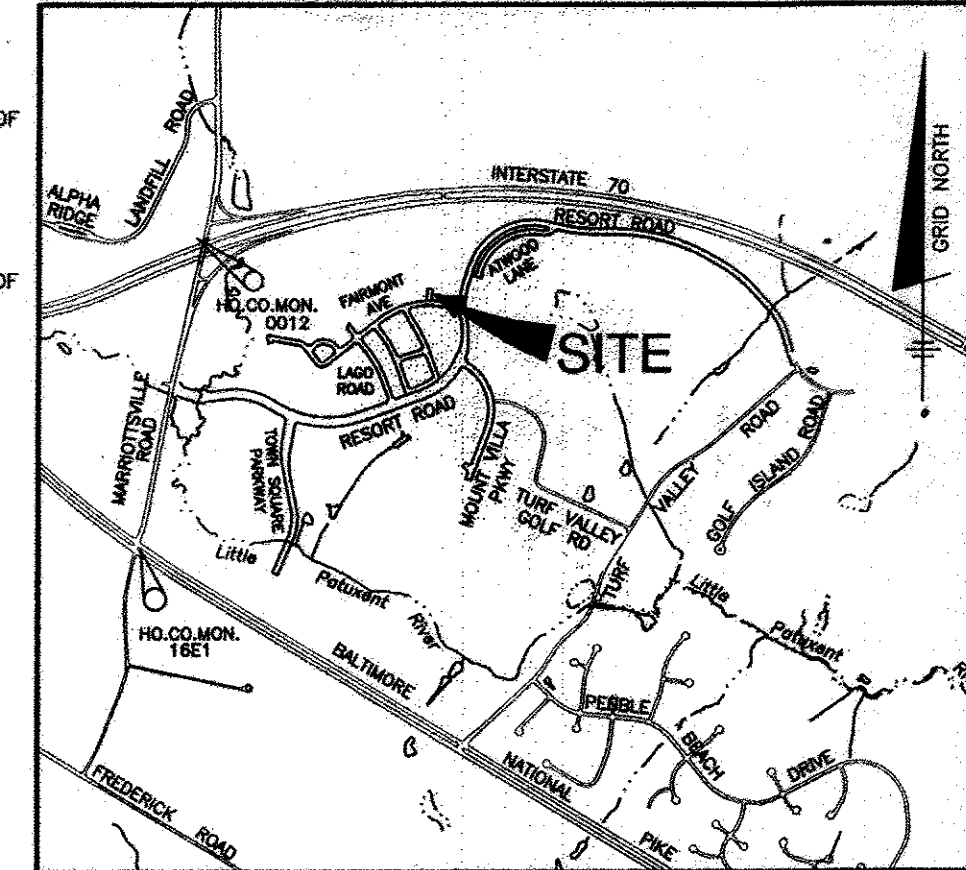 OF
OF
ALPHA
RIDGE
LANDFILL
ROAD
INTERSTATE 70
RESORT ROAD
ATWOOD
LANE
GRID NORTH
HO.CO.MON.
0012
FAIRMONT
AVE
SITE
LAGO
ROAD
RESORT ROAD
MARRIOTTSVILLE
ROAD
TOWN SQUARE
PARKWAY
MOUNT VILLA
PKWY
TURF VALLEY
GOLF RD
TURF VALLEY ROAD
GOLF ISLAND ROAD
Little Patuxent River
Little Patuxent
HO.CO.MON.
16E1
BALTIMORE NATIONAL PIKE
PEBBLE BEACH DRIVE
FREDERICK ROAD